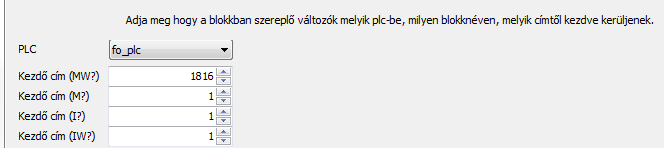 Adja meg hogy a blokkban szereplő változók melyik plc-be, milyen blokknéven, melyik címtől kezdve kerüljenek.
PLC fo_plc
Kezdő cím (MW?) 1816
Kezdő cím (M?) 1
Kezdő cím (I?) 1
Kezdő cím (IW?) 1